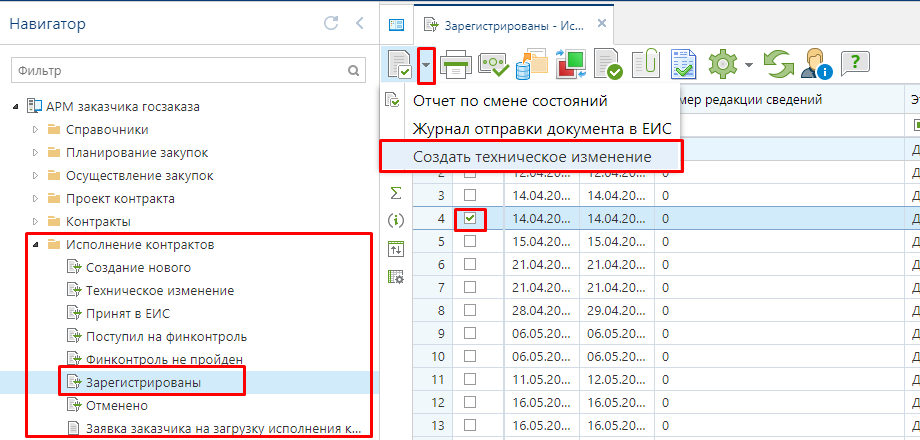 Навигатор
Фильтр
АРМ заказчика госзаказа
Справочники
Планирование закупок
Осуществление закупок
Проект контракта
Контракты
Исполнение контрактов
Создание нового
Техническое изменение
Принят в ЕИС
Поступил на финконтроль
Финконтроль не пройден
Зарегистрированы
Отменено
Заявка заказчика на загрузку исполнения к...
Зарегистрированы - Ис...
Отчет по смене состояний
Журнал отправки документа в ЕИС
Создать техническое изменение
мер редакции сведений
Эт
3 14.04.20... 14.04.20... 0 Д
4 14.04.20... 14.04.20... 0 Д
5 15.04.20... 15.04.20... 0 Д
6 21.04.20... 21.04.20... 0 Д
7 21.04.20... 21.04.20... 0 Д
8 28.04.20... 29.04.20... 0 Д
9 06.05.20... 06.05.20... 0 Д
10 06.05.20... 06.05.20... 0 Д
11 11.05.20... 12.05.20... 0 Д
12 16.05.20... 16.05.20... 0 Д
13 16.05.20... 16.05.20... 0 Д